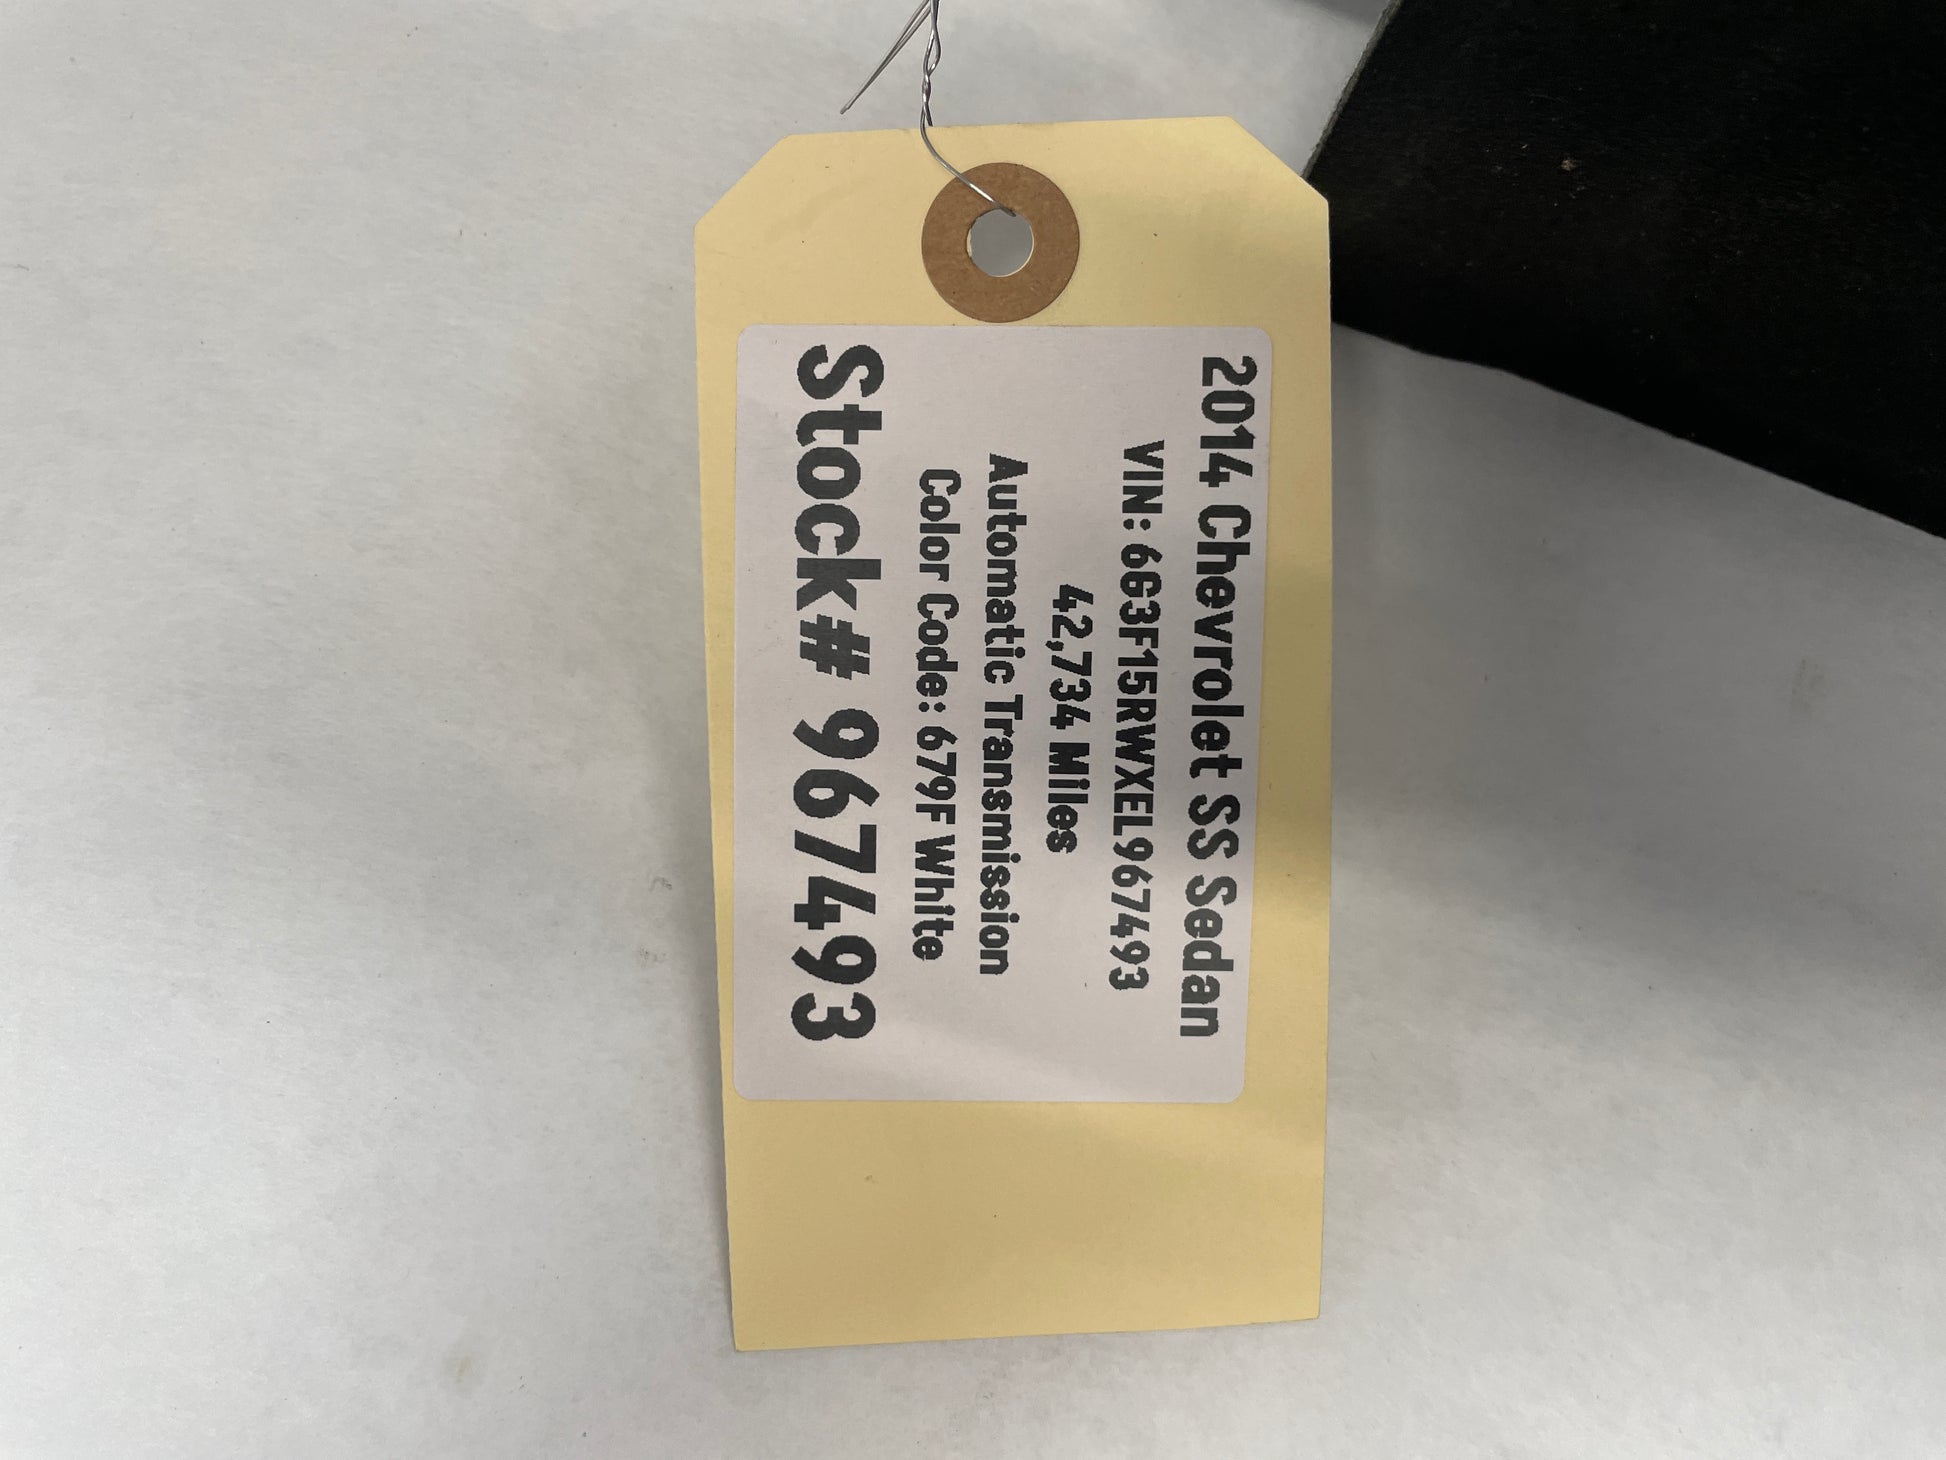 2014 Chevrolet SS Sedan
VIN: 6G3F15RWXEL967493
42,734 Miles
Automatic Transmission
Color Code: 679F White
Stock# 967493